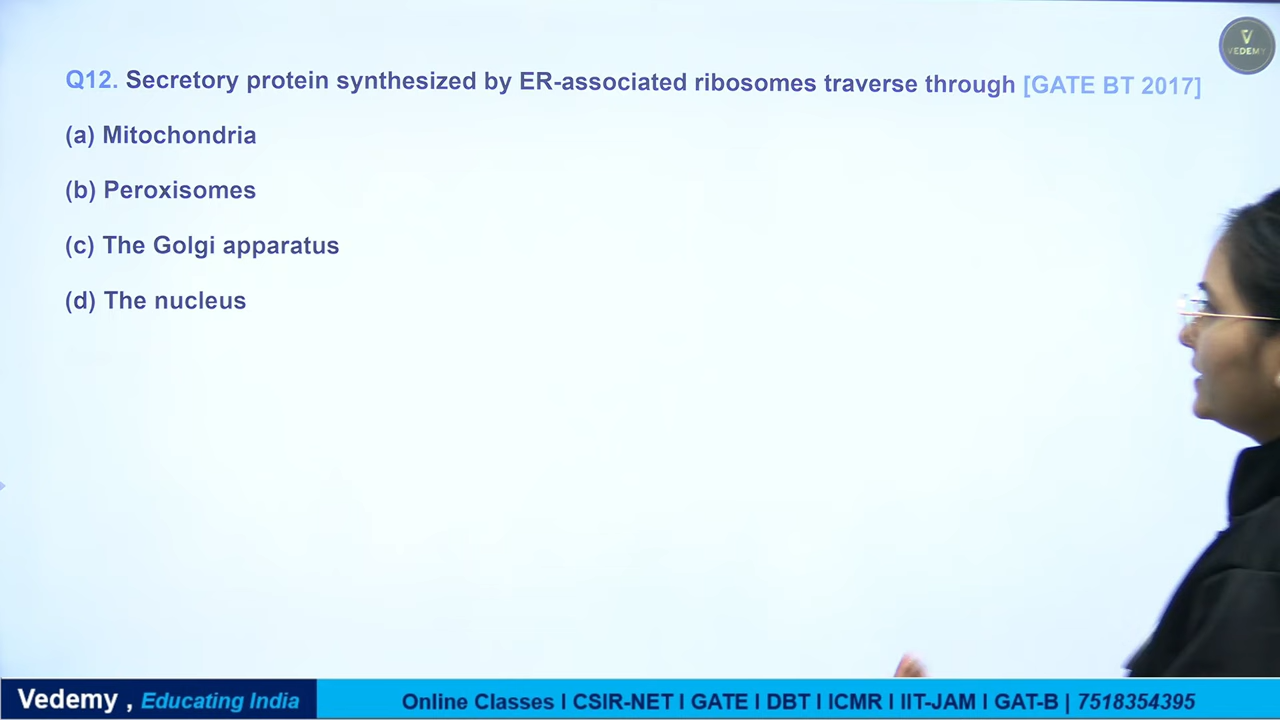 V
VEDEMY
Q12. Secretory protein synthesized by ER-associated ribosomes traverse through [GATE BT 2017]
(a) Mitochondria
(b) Peroxisomes
(c) The Golgi apparatus
(d) The nucleus
Vedemy , Educating India
Online Classes I CSIR-NET I GATE I DBT I ICMR I IIT-JAM I GAT-B | 7518354395